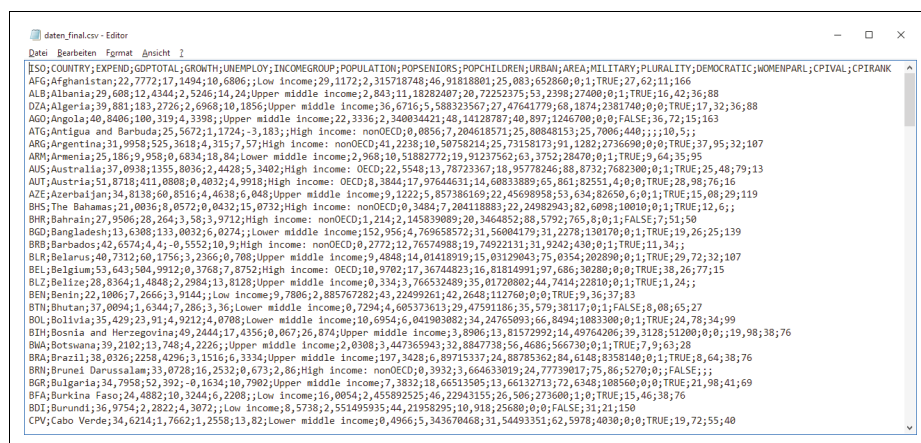 daten_final.csv - Editor
Datei Bearbeiten Format Ansicht ?
ISO;COUNTRY;EXPEND;GDPTOTAL;GROWTH;UNEMPLOY;INCOMEGROUP;POPULATION;POPSENIORS;POPCHILDREN;URBAN;AREA;MILITARY;PLURALITY;DEMOCRATIC;WOMENPARL;CPIVAL;CPIRANK
AFG;Afghanistan;22,7772;17,1494;10,6806;;Low income;29,1172;2,315718748;46,91818801;25,083;652860;0;1;TRUE;27,62;11;166
ALB;Albania;29,608;12,4344;2,5246;14,24;Upper middle income;2,843;11,18282407;20,72252375;53,2398;27400;0;1;TRUE;16,42;36;88
DZA;Algeria;39,881;183,2726;2,6968;10,1856;Upper middle income;36,6716;5,588323567;27,47641779;68,1874;2381740;0;0;TRUE;17,32;36;88
AGO;Angola;40,8406;100,319;4,3398;;Upper middle income;22,3336;2,340034421;48,14128787;40,897;1246700;0;0;FALSE;36,72;15;163
ATG;Antigua and Barbuda;25,5672;1,1724;-3,183;;High income: nonOECD;0,0856;7,204618571;25,80848153;25,7006;440;;;;10,5;;
ARG;Argentina;31,9958;525,3618;4,315;7,57;High income: nonOECD;41,2238;10,50758214;25,73158173;91,1282;2736690;0;0;TRUE;37,95;32;107
ARM;Armenia;25,186;9,958;0,6834;18,84;Lower middle income;2,968;10,51882772;19,91237562;63,3752;28470;0;1;TRUE;9,64;35;95
AUS;Australia;37,0938;1355,8036;2,4428;5,3402;High income: OECD;22,5548;13,78723367;18,95778246;88,8732;7682300;0;1;TRUE;25,48;79;13
AUT;Austria;51,8718;411,0808;0,4032;4,9918;High income: OECD;8,3844;17,97644631;14,60833889;65,861;82551,4;0;0;TRUE;28,98;76;16
AZE;Azerbaijan;34,8138;60,8516;4,4638;6,048;Upper middle income;9,1222;5,857386169;22,45698958;53,634;82650,6;0;1;TRUE;15,08;29;119
BHS;The Bahamas;21,0036;8,0572;0,0432;15,0732;High income: nonOECD;0,3484;7,204118883;22,24982943;82,6098;10010;0;1;TRUE;12,6;;
BHR;Bahrain;27,9506;28,264;3,58;3,9712;High income: nonOECD;1,214;2,145839089;20,3464852;88,5792;765,8;0;1;FALSE;7;51;50
BGD;Bangladesh;13,6308;133,0032;6,0274;;Lower middle income;152,956;4,769658572;31,56004179;31,2278;130170;0;1;TRUE;19,26;25;139
BRB;Barbados;42,6574;4,4;-0,5552;10,9;High income: nonOECD;0,2772;12,76574988;19,74922131;31,9242;430;0;1;TRUE;11,34;;
BLR;Belarus;40,7312;60,1756;3,2366;0,708;Upper middle income;9,4848;14,01418919;15,03129043;75,0354;202890;0;1;TRUE;29,72;32;107
BEL;Belgium;53,643;504,9912;0,3768;7,8752;High income: OECD;10,9702;17,36744823;16,81814991;97,686;30280;0;0;TRUE;38,26;77;15
BLZ;Belize;28,8364;1,4848;2,2984;13,8128;Upper middle income;0,334;3,766532489;35,01720802;44,7414;22810;0;1;TRUE;1,24;;
BEN;Benin;22,1006;7,2666;3,9144;;Low income;9,7806;2,885767282;43,22249261;42,2648;112760;0;0;TRUE;9,36;37;83
BTN;Bhutan;37,0094;1,6344;7,286;3,36;Lower middle income;0,7294;4,605373613;29,47591186;35,579;38117;0;1;FALSE;8,08;65;27
BOL;Bolivia;35,429;23,91;4,9212;4,0708;Lower middle income;10,6954;6,041903082;34,24765093;66,8494;1083300;0;1;TRUE;24,78;34;99
BIH;Bosnia and Herzegovina;49,2444;17,4356;0,067;26,874;Upper middle income;3,8906;13,81572992;14,49764206;39,3128;51200;0;0;;19,98;38;76
BWA;Botswana;39,2102;13,748;4,2226;;Upper middle income;2,0308;3,447365943;32,8847738;56,4686;566730;0;1;TRUE;7,9;63;28
BRA;Brazil;38,0326;2258,4296;3,1516;6,3334;Upper middle income;197,3428;6,89715337;24,88785362;84,6148;8358140;0;1;TRUE;8,64;38;76
BRN;Brunei Darussalam;33,0728;16,2532;0,673;2,86;High income: nonOECD;0,3932;3,664633019;24,77739017;75,86;5270;0;;FALSE;;;
BGR;Bulgaria;34,7958;52,392;-0,1634;10,7902;Upper middle income;7,3832;18,66513505;13,66132713;72,6348;108560;0;0;TRUE;21,98;41;69
BFA;Burkina Faso;24,4882;10,3244;6,2208;;Low income;16,0054;2,455892525;46,22943155;26,506;273600;1;0;TRUE;15,46;38;76
BDI;Burundi;36,9754;2,2822;4,3072;;Low income;8,5738;2,551495935;44,21958295;10,918;25680;0;0;FALSE;31;21;150
CPV;Cabo Verde;34,6214;1,7662;1,2558;13,82;Lower middle income;0,4966;5,343670468;31,54493351;62,5978;4030;0;0;TRUE;19,72;55;40